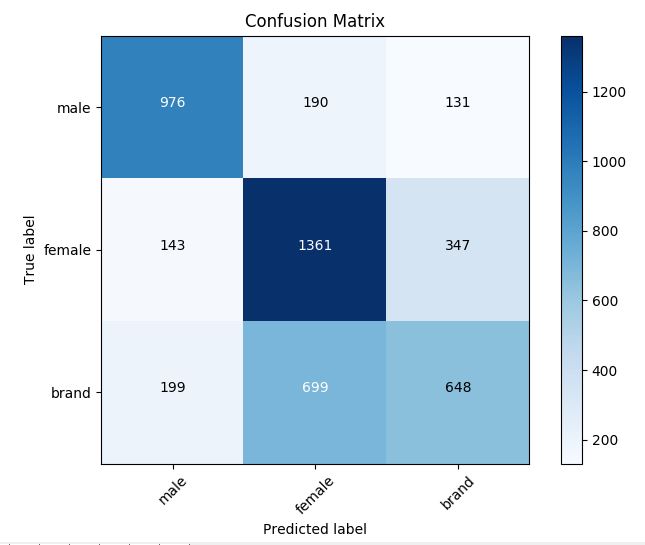 Confusion Matrix
male 976 190 131
female 143 1361 347
brand 199 699 648
male female brand
True label
Predicted label
1200
1000
800
600
400
200